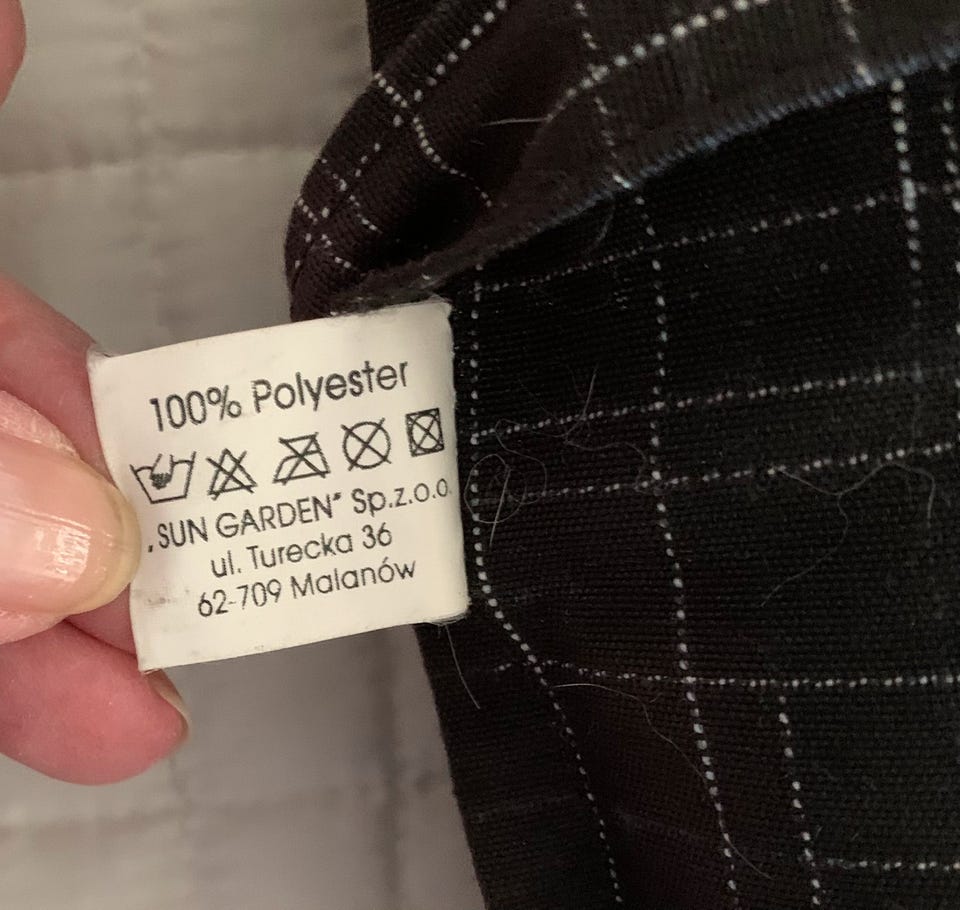 100% Polyester
„SUN GARDEN" Sp.z.o.o.
ul. Turecka 36
62-709 Malanów